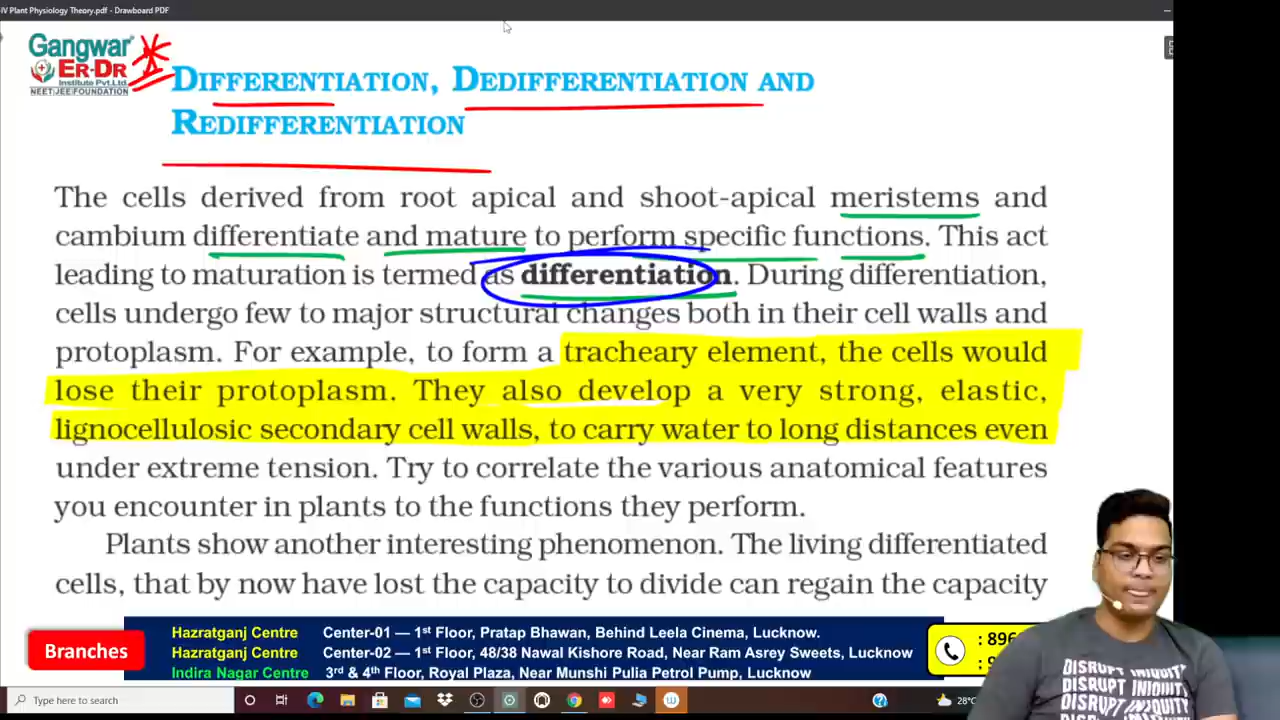 -IV Plant Physiology Theory.pdf - Drawboard PDF
Gangwar
ER-DR
Institute Pvt.Ltd.
NEET|JEE|FOUNDATION
DIFFERENTIATION, DEDIFFERENTIATION AND
REDIFFERENTIATION
The cells derived from root apical and shoot-apical meristems and
cambium differentiate and mature to perform specific functions. This act
leading to maturation is termed as differentiation. During differentiation,
cells undergo few to major structural changes both in their cell walls and
protoplasm. For example, to form a tracheary element, the cells would
lose their protoplasm. They also develop a very strong, elastic,
lignocellulosic secondary cell walls, to carry water to long distances even
under extreme tension. Try to correlate the various anatomical features
you encounter in plants to the functions they perform.
Plants show another interesting phenomenon. The living differentiated
cells, that by now have lost the capacity to divide can regain the capacity
Branches
Hazratganj Centre Center-01 — 1st Floor, Pratap Bhawan, Behind Leela Cinema, Lucknow.
Hazratganj Centre Center-02 — 1st Floor, 48/38 Nawal Kishore Road, Near Ram Asrey Sweets, Lucknow
Indira Nagar Centre 3rd & 4th Floor, Royal Plaza, Near Munshi Pulia Petrol Pump, Lucknow
: 896
: 9
DISRUPT INIQUITY
DISRUPT INIQUITY
DISRUPT INIQUITY
Type here to search
28°C